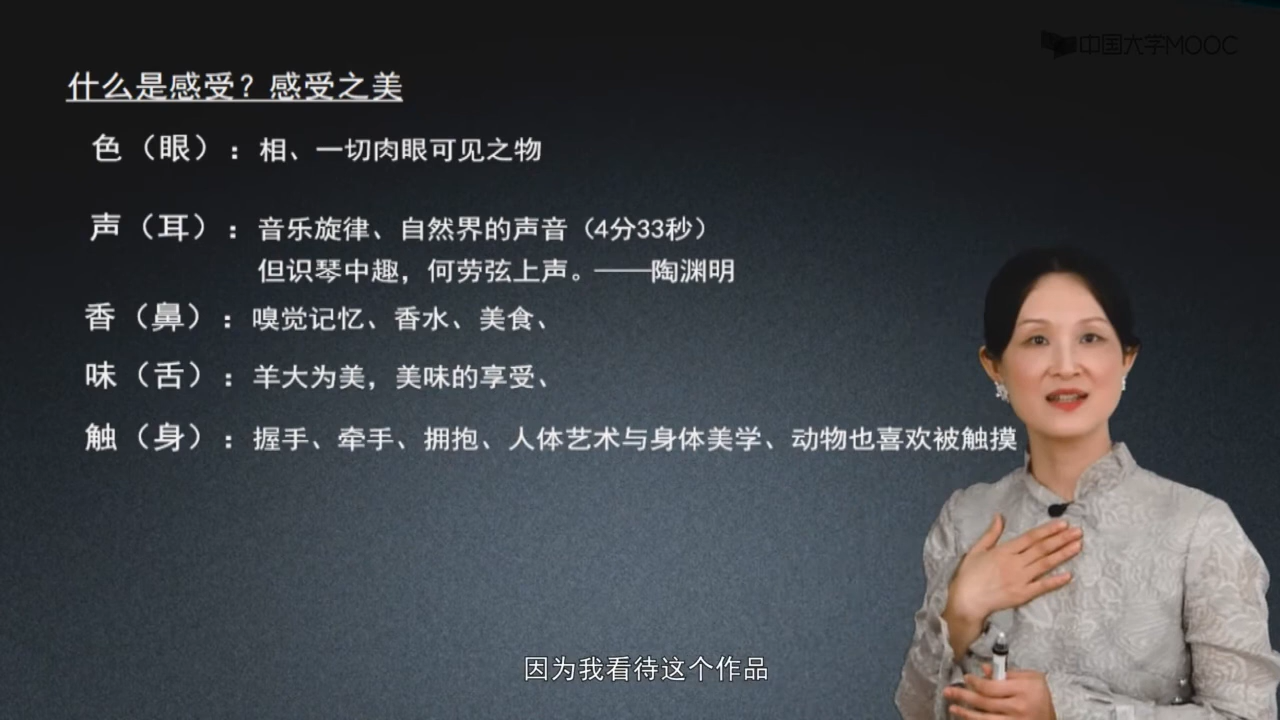 中国大学MOOC
什么是感受？感受之美
色（眼）：相、一切肉眼可见之物
声（耳）：音乐旋律、自然界的声音（4分33秒）
但识琴中趣，何劳弦上声。——陶渊明
香（鼻）：嗅觉记忆、香水、美食、
味（舌）：羊大为美，美味的享受、
触（身）：握手、牵手、拥抱、人体艺术与身体美学、动物也喜欢被触摸
因为我看待这个作品